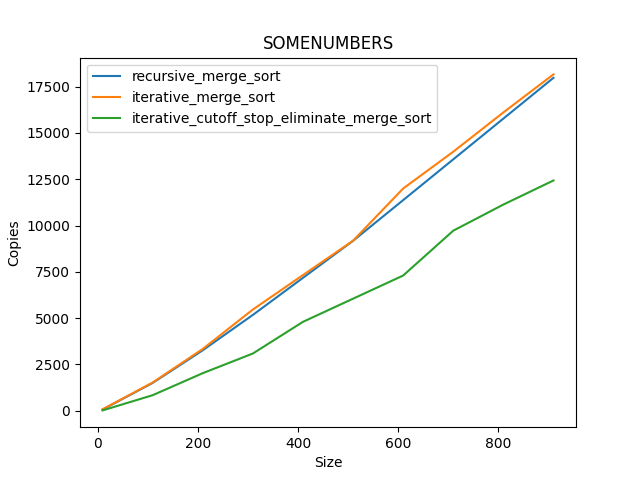 SOMENUMBERS
recursive_merge_sort
iterative_merge_sort
iterative_cutoff_stop_eliminate_merge_sort
17500
15000
12500
10000
7500
5000
2500
0
Copies
0 200 400 600 800
Size